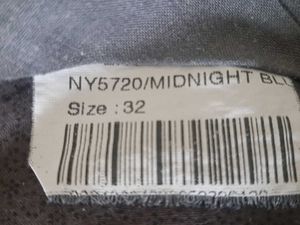 NY5720/MIDNIGHT BL
Size : 32